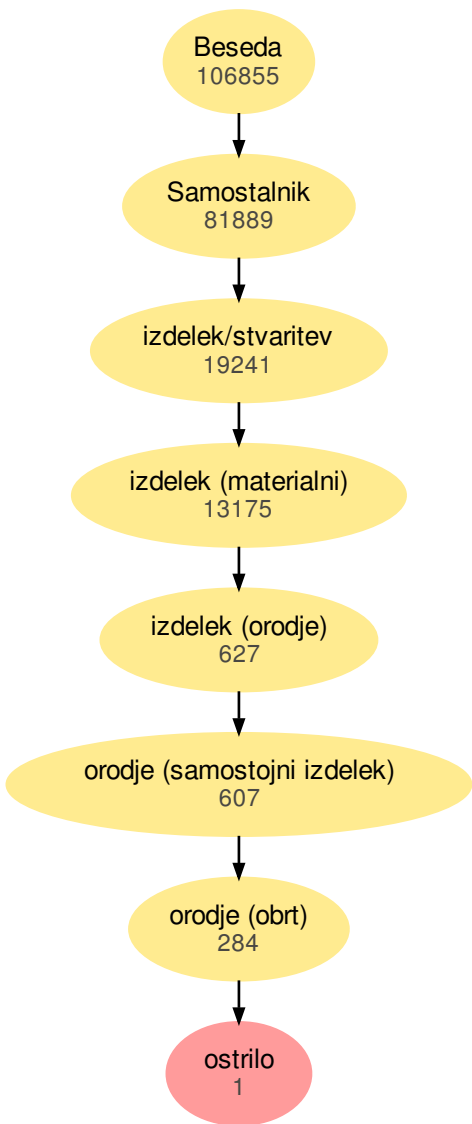 Beseda
106855
Samostalnik
81889
izdelek/stvaritev
19241
izdelek (materialni)
13175
izdelek (orodje)
627
orodje (samostojni izdelek)
607
orodje (obrt)
284
ostrilo
1